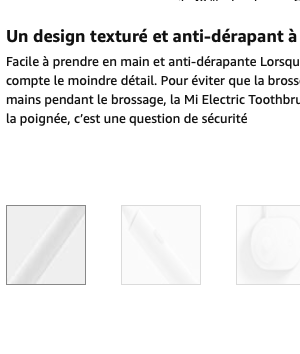 Un design texturé et anti-dérapant à
Facile à prendre en main et anti-dérapante Lorsqu
compte le moindre détail. Pour éviter que la bross
mains pendant le brossage, la Mi Electric Toothbru
la poignée, c’est une question de sécurité